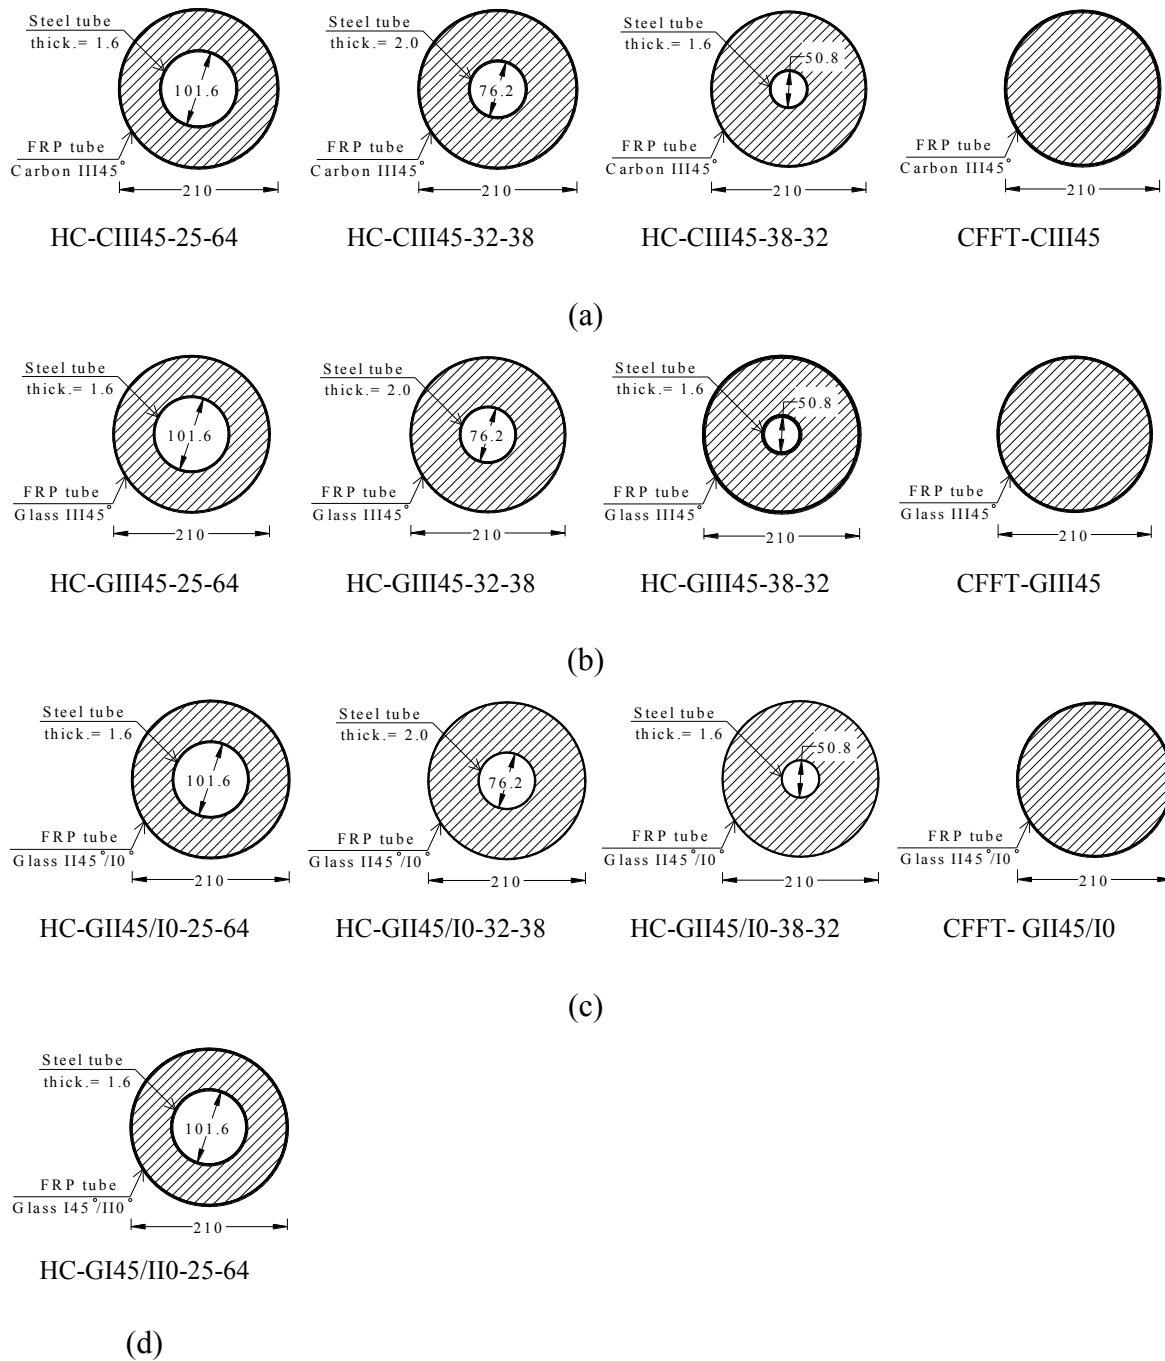 Steel tube
thick.= 1.6
101.6
FRP tube
Carbon III45°
210
HC-CIII45-25-64
Steel tube
thick.= 2.0
76.2
FRP tube
Carbon III45°
210
HC-CIII45-32-38
Steel tube
thick.= 1.6
50.8
FRP tube
Carbon III45°
210
HC-CIII45-38-32
FRP tube
Carbon III45°
210
CFFT-CIII45
(a)
Steel tube
thick.= 1.6
101.6
FRP tube
Glass III45°
210
HC-GIII45-25-64
Steel tube
thick.= 2.0
76.2
FRP tube
Glass III45°
210
HC-GIII45-32-38
Steel tube
thick.= 1.6
50.8
FRP tube
Glass III45°
210
HC-GIII45-38-32
FRP tube
Glass III45°
210
CFFT-GIII45
(b)
Steel tube
thick.= 1.6
101.6
FRP tube
Glass II45°/I0°
210
HC-GII45/I0-25-64
Steel tube
thick.= 2.0
76.2
FRP tube
Glass II45°/I0°
210
HC-GII45/I0-32-38
Steel tube
thick.= 1.6
50.8
FRP tube
Glass II45°/I0°
210
HC-GII45/I0-38-32
FRP tube
Glass II45°/I0°
210
CFFT- GII45/I0
(c)
Steel tube
thick.= 1.6
101.6
FRP tube
Glass I45°/II0°
210
HC-GI45/II0-25-64
(d)